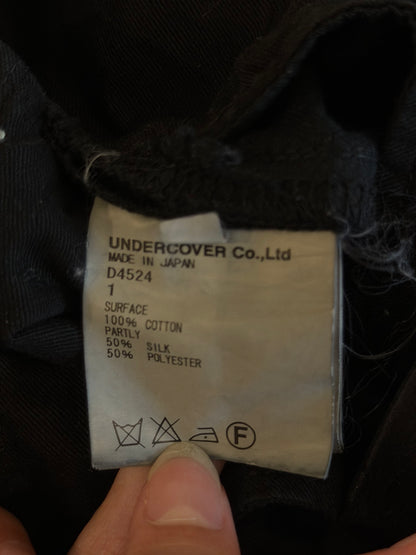 UNDERCOVER Co.,Ltd
MADE IN JAPAN
D4524
1
SURFACE
100% COTTON
PARTLY
50% SILK
50% POLYESTER
F